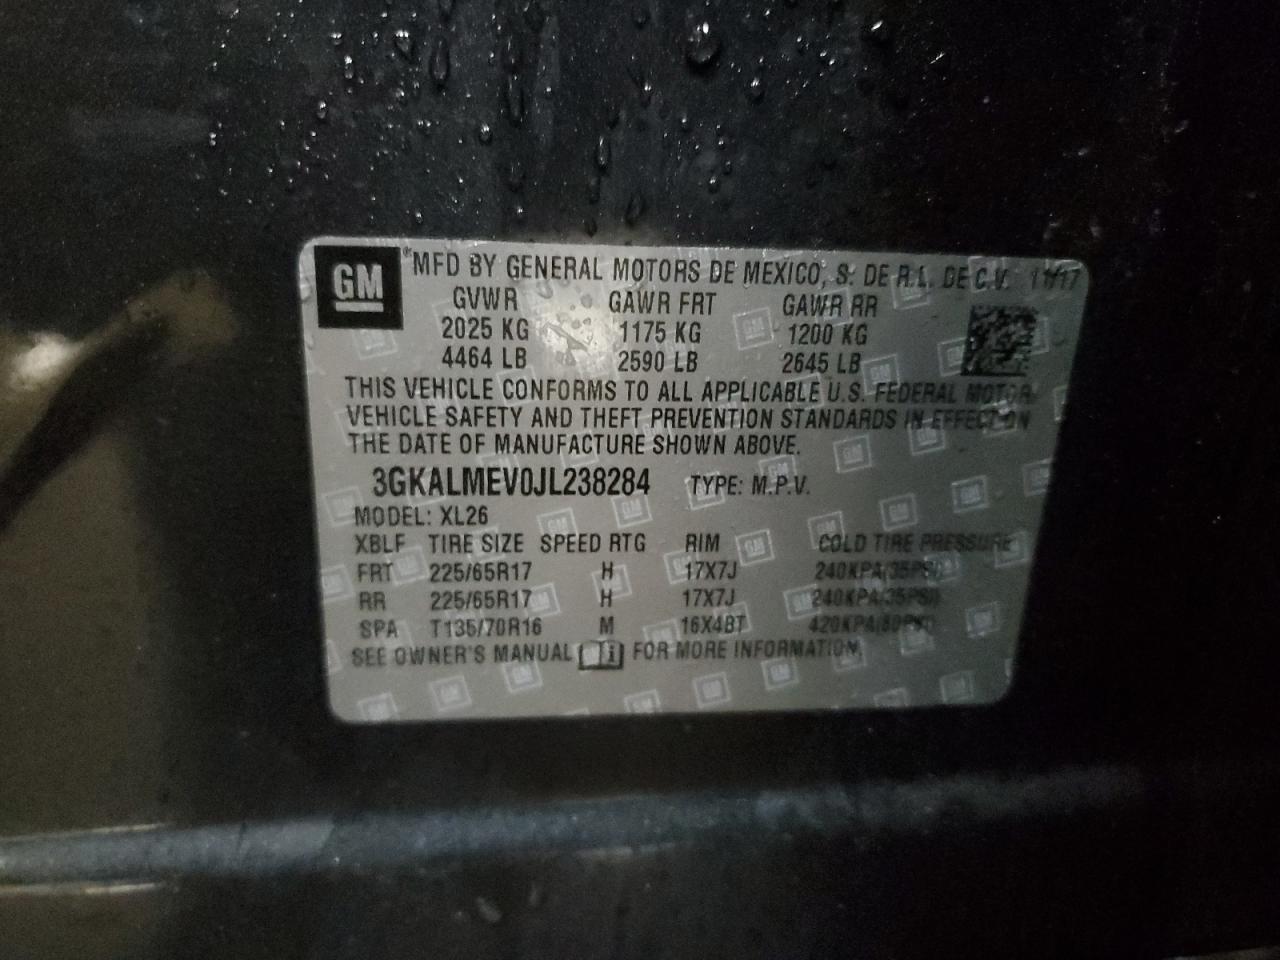 GM
MFD BY GENERAL MOTORS DE MEXICO, S. DE R.L. DE C.V. 11/17
GVWR GAWR FRT GAWR RR
2025 KG 1175 KG 1200 KG
4464 LB 2590 LB 2645 LB
THIS VEHICLE CONFORMS TO ALL APPLICABLE U.S. FEDERAL MOTOR
VEHICLE SAFETY AND THEFT PREVENTION STANDARDS IN EFFECT ON
THE DATE OF MANUFACTURE SHOWN ABOVE.
3GKALMEV0JL238284 TYPE: M.P.V.
MODEL: XL26
XBLF TIRE SIZE SPEED RTG RIM COLD TIRE PRESSURE
FRT 225/65R17 H 17X7J 240KPA(35PSI)
RR 225/65R17 H 17X7J 240KPA(35PSI)
SPA T135/70R16 M 16X4BT 420KPA(60PSI)
SEE OWNER'S MANUAL FOR MORE INFORMATION.